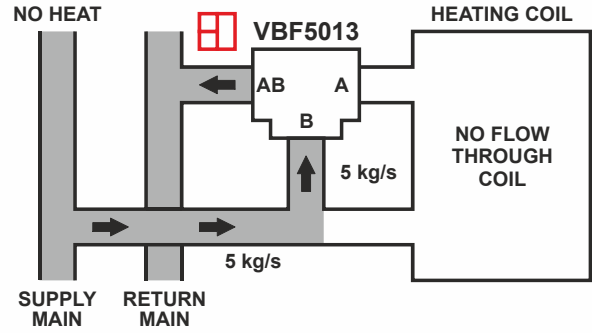 NO HEAT
HEATING COIL
VBF5013
AB
A
B
NO FLOW
THROUGH
COIL
5 kg/s
5 kg/s
SUPPLY
MAIN
RETURN
MAIN